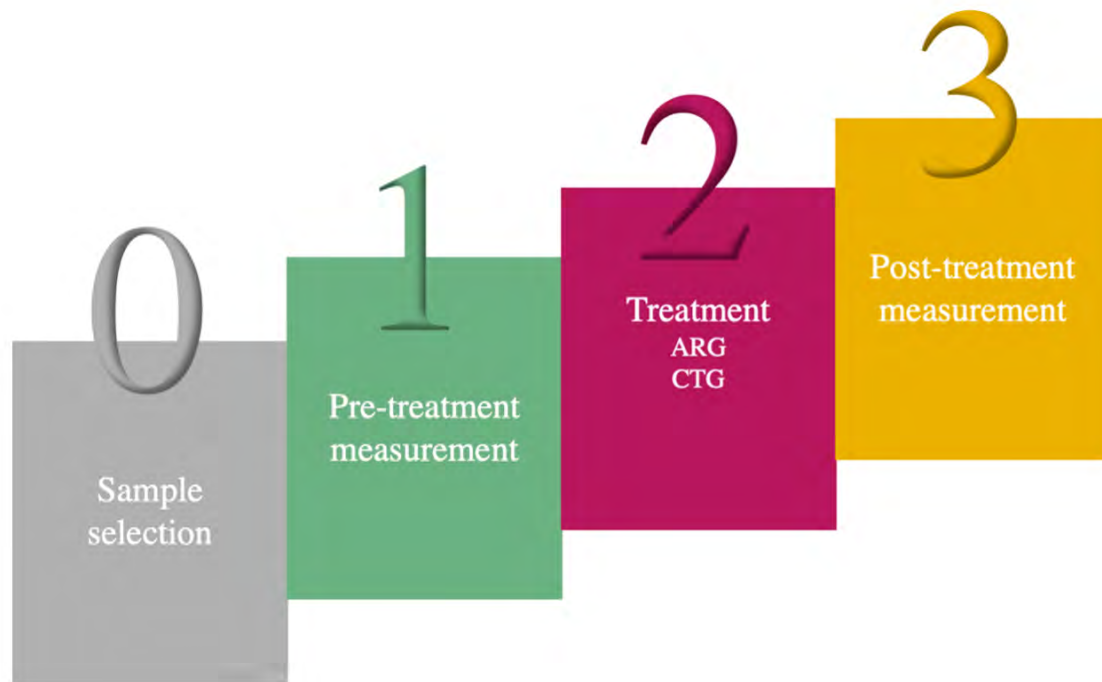 0
Sample
selection
1
Pre-treatment
measurement
2
Treatment
ARG
CTG
3
Post-treatment
measurement